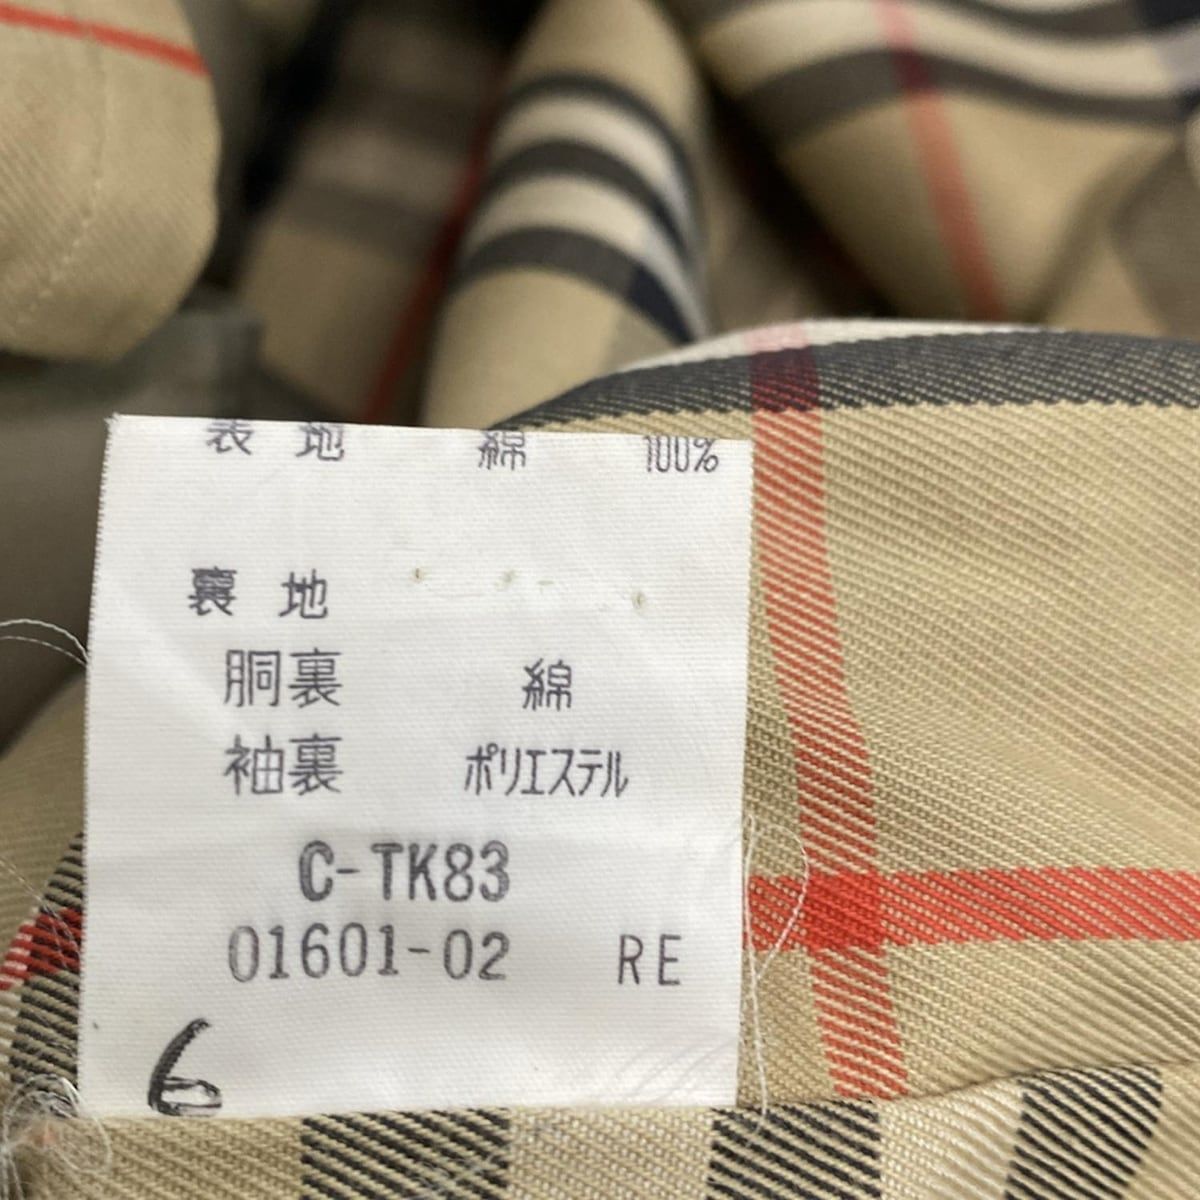 表地 綿 100%
裏地
胴裏 綿
袖裏 ポリエステル
C-TK83
01601-02 RE
6